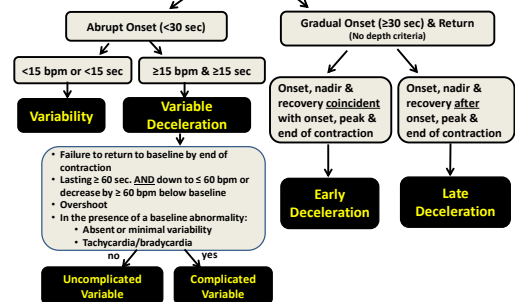 Abrupt Onset (<30 sec)
Gradual Onset (≥30 sec) & Return
(No depth criteria)
<15 bpm or <15 sec
≥15 bpm & ≥15 sec
Variability
Variable
Deceleration
Onset, nadir &
recovery coincident
with onset, peak &
end of contraction
Onset, nadir &
recovery after
onset, peak &
end of contraction
Early
Deceleration
Late
Deceleration
• Failure to return to baseline by end of
contraction
• Lasting ≥ 60 sec. AND down to ≤ 60 bpm or
decrease by ≥ 60 bpm below baseline
• Overshoot
• In the presence of a baseline abnormality:
• Absent or minimal variability
• Tachycardia/bradycardia
no
yes
Uncomplicated
Variable
Complicated
Variable